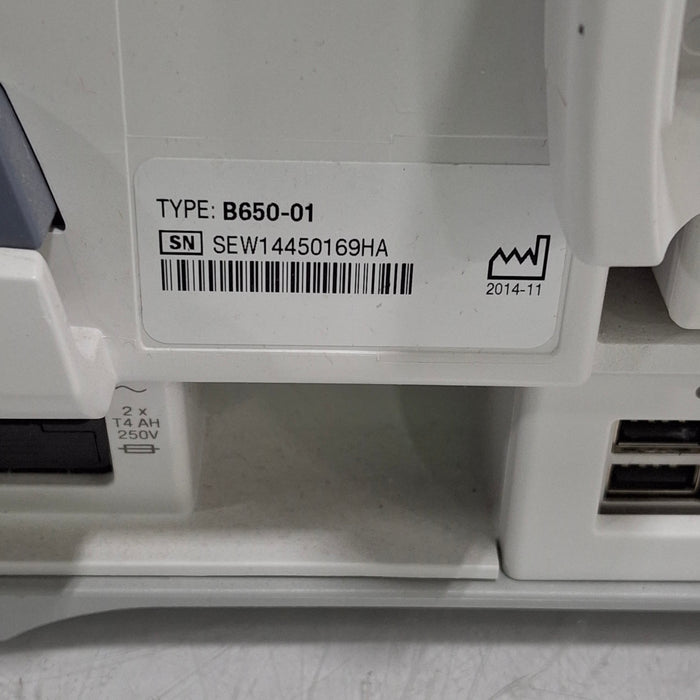 TYPE: B650-01
SN SEW14450169HA
2014-11
2 x
T4 AH
250V